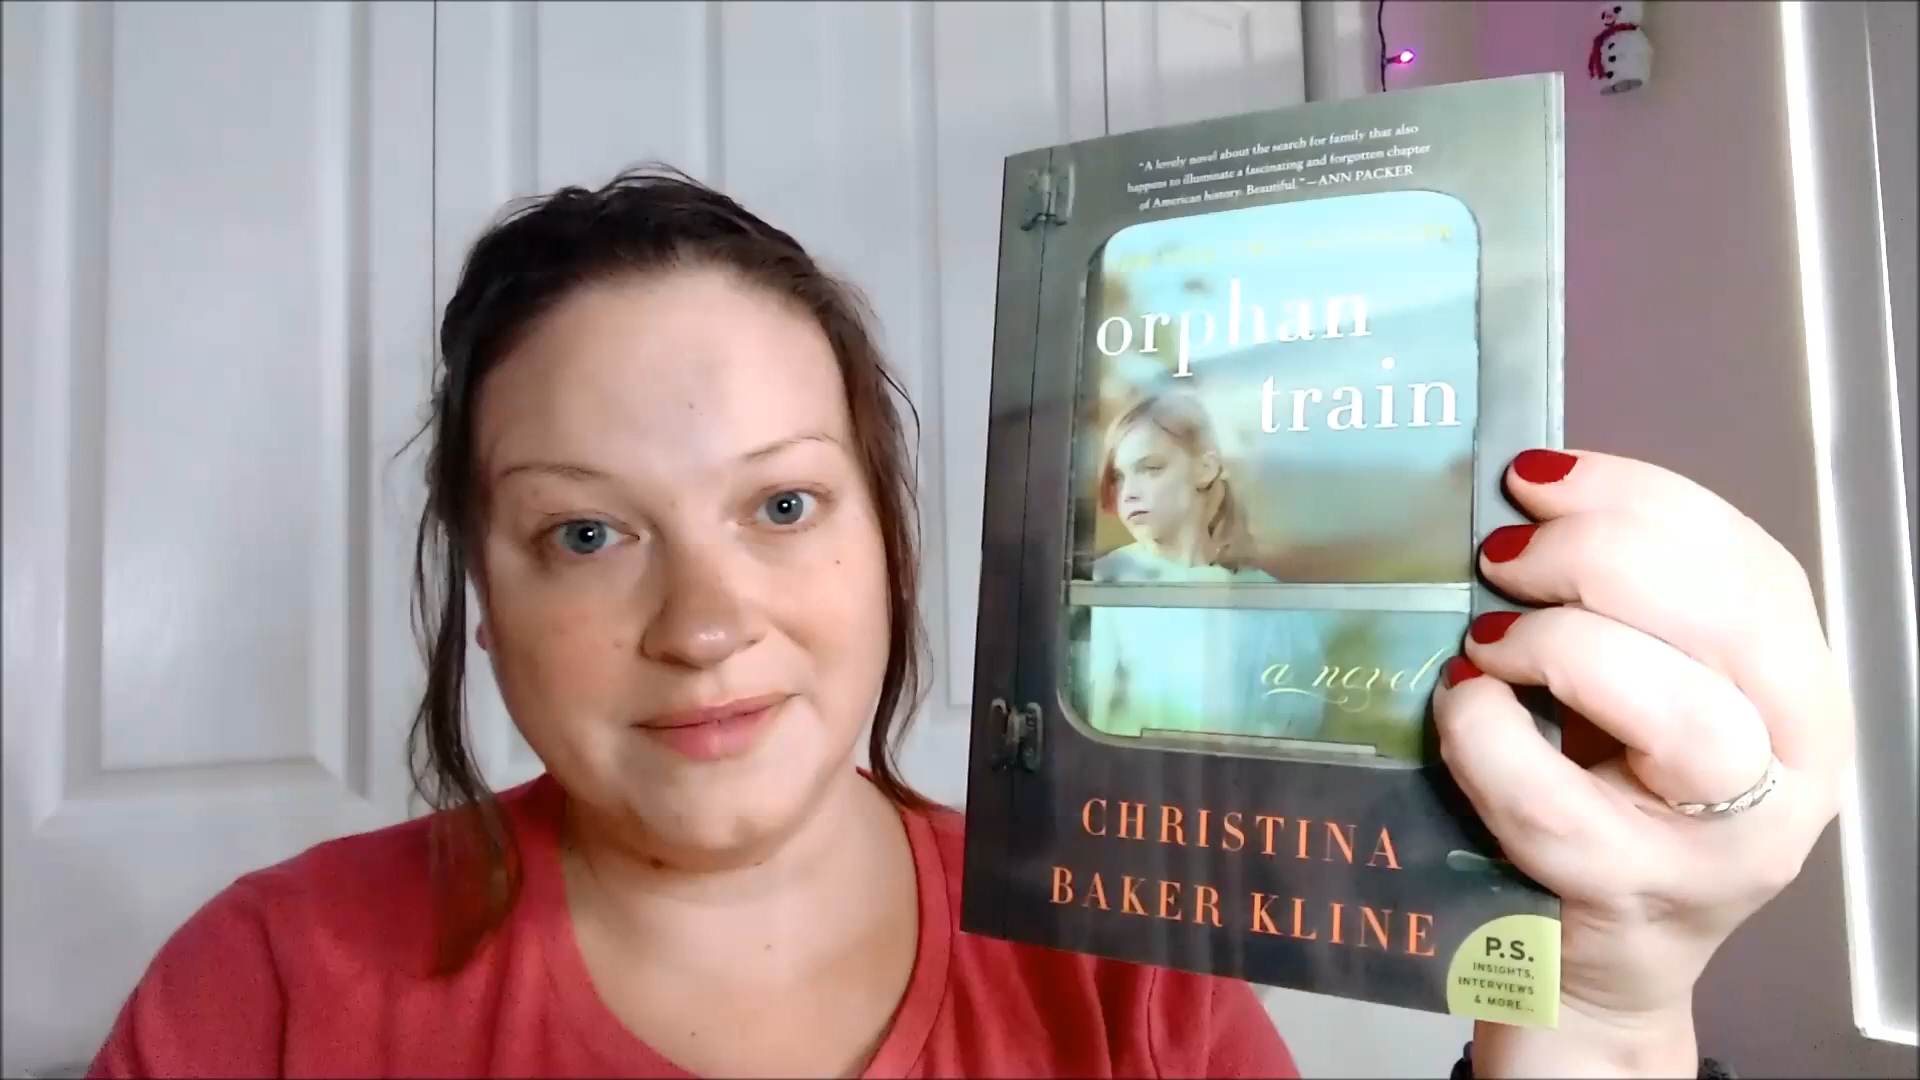 "A lovely novel about the search for family that also
happens to illuminate a fascinating and forgotten chapter
of American history. Beautiful."—ANN PACKER
orphan
train
a novel
CHRISTINA
BAKER KLINE
P.S.
INSIGHTS,
INTERVIEWS
& MORE...